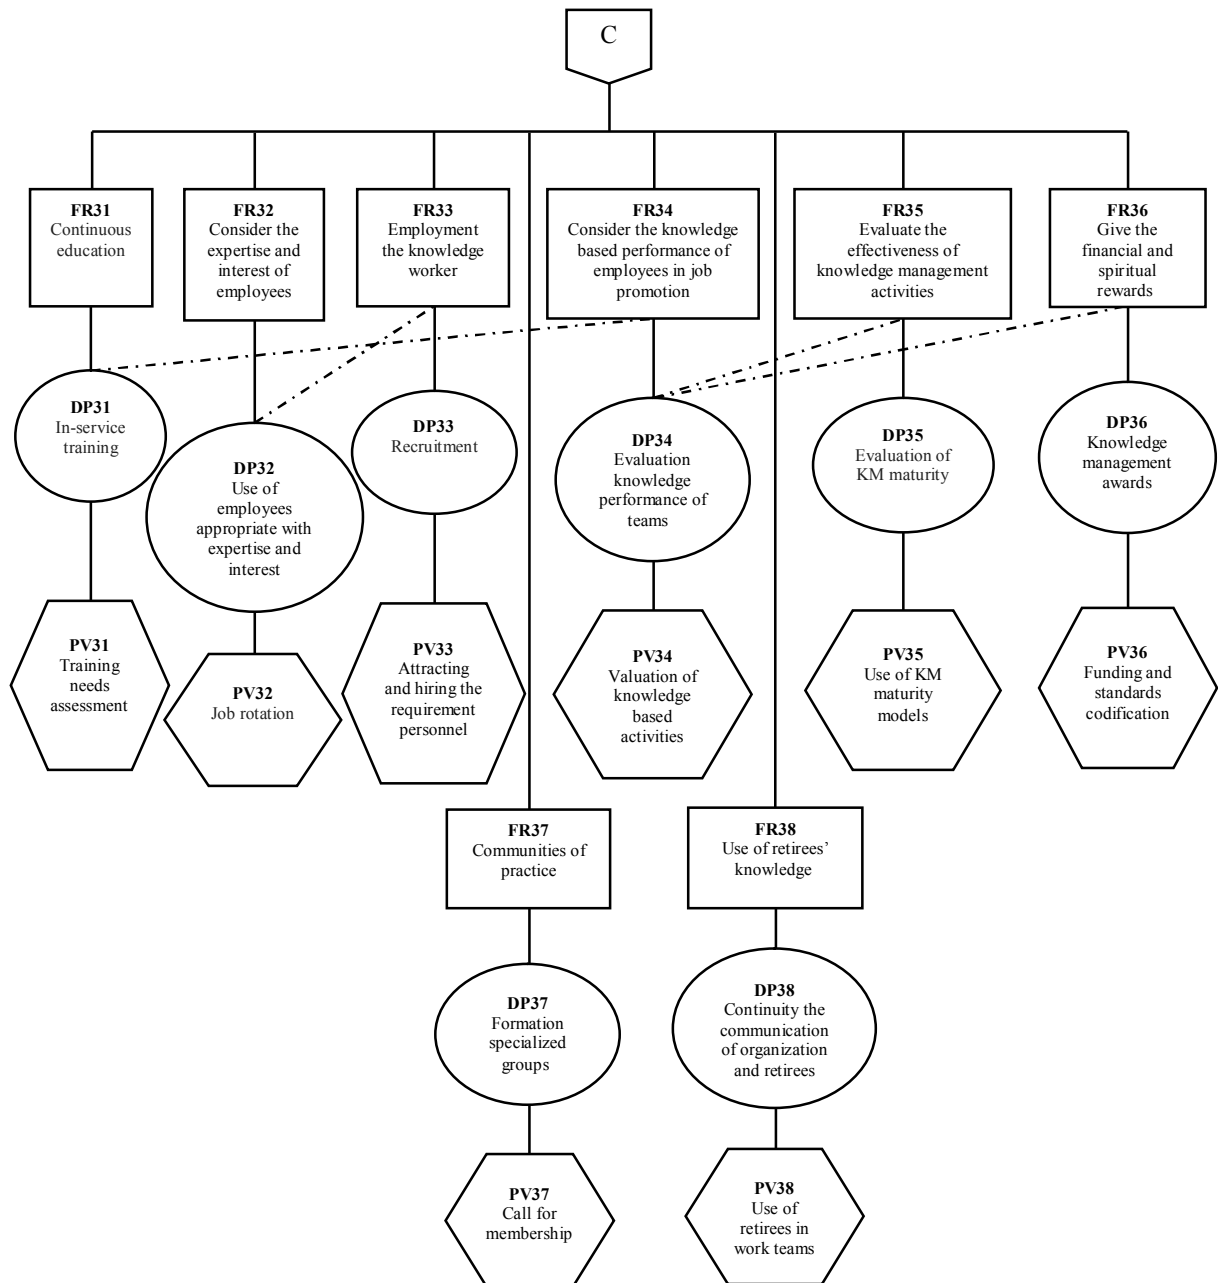 C
FR31
Continuous
education
FR32
Consider the
expertise and
interest of
employees
FR33
Employment
the knowledge
worker
FR34
Consider the knowledge
based performance of
employees in job
promotion
FR35
Evaluate the
effectiveness of
knowledge management
activities
FR36
Give the
financial and
spiritual
rewards
DP31
In-service
training
DP32
Use of
employees
appropriate with
expertise and
interest
DP33
Recruitment
DP34
Evaluation
knowledge
performance of
teams
DP35
Evaluation of
KM maturity
DP36
Knowledge
management
awards
PV31
Training
needs
assessment
PV32
Job rotation
PV33
Attracting
and hiring the
requirement
personnel
PV34
Valuation of
knowledge
based
activities
PV35
Use of KM
maturity
models
PV36
Funding and
standards
codification
FR37
Communities of
practice
FR38
Use of retirees’
knowledge
DP37
Formation
specialized
groups
DP38
Continuity the
communication
of organization
and retirees
PV37
Call for
membership
PV38
Use of
retirees in
work teams